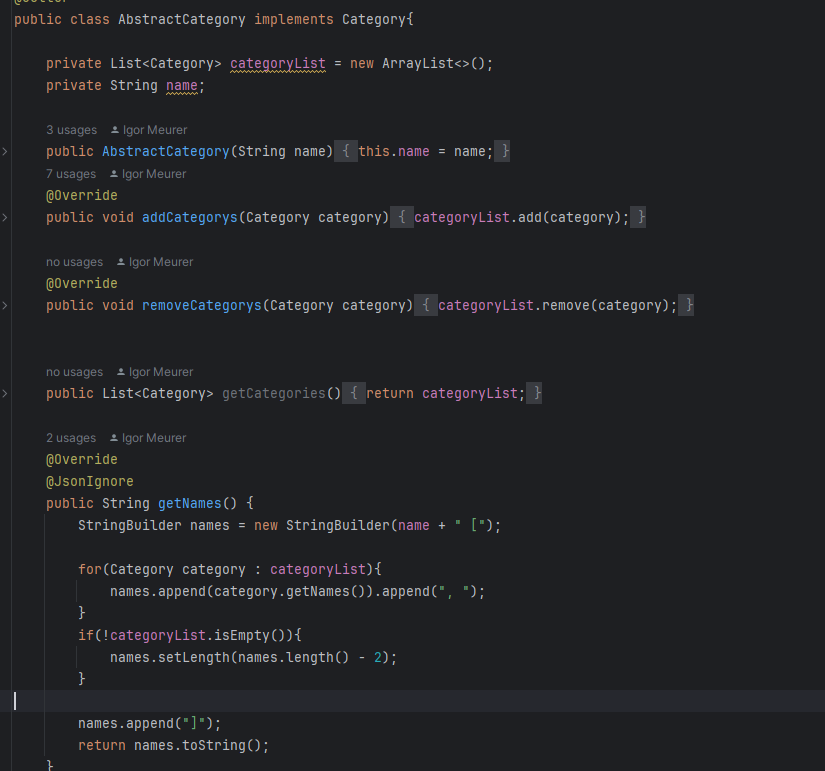 public class AbstractCategory implements Category{
private List<Category> categoryList = new ArrayList<>();
private String name;
3 usages Igor Meurer
public AbstractCategory(String name) { this.name = name; }
7 usages Igor Meurer
@Override
public void addCategorys(Category category) { categoryList.add(category); }
no usages Igor Meurer
@Override
public void removeCategorys(Category category) { categoryList.remove(category); }
no usages Igor Meurer
public List<Category> getCategories() { return categoryList; }
2 usages Igor Meurer
@Override
@JsonIgnore
public String getNames() {
StringBuilder names = new StringBuilder(name + " [");
for(Category category : categoryList){
names.append(category.getNames()).append(", ");
}
if(!categoryList.isEmpty()){
names.setLength(names.length() - 2);
}
names.append("]");
return names.toString();
}